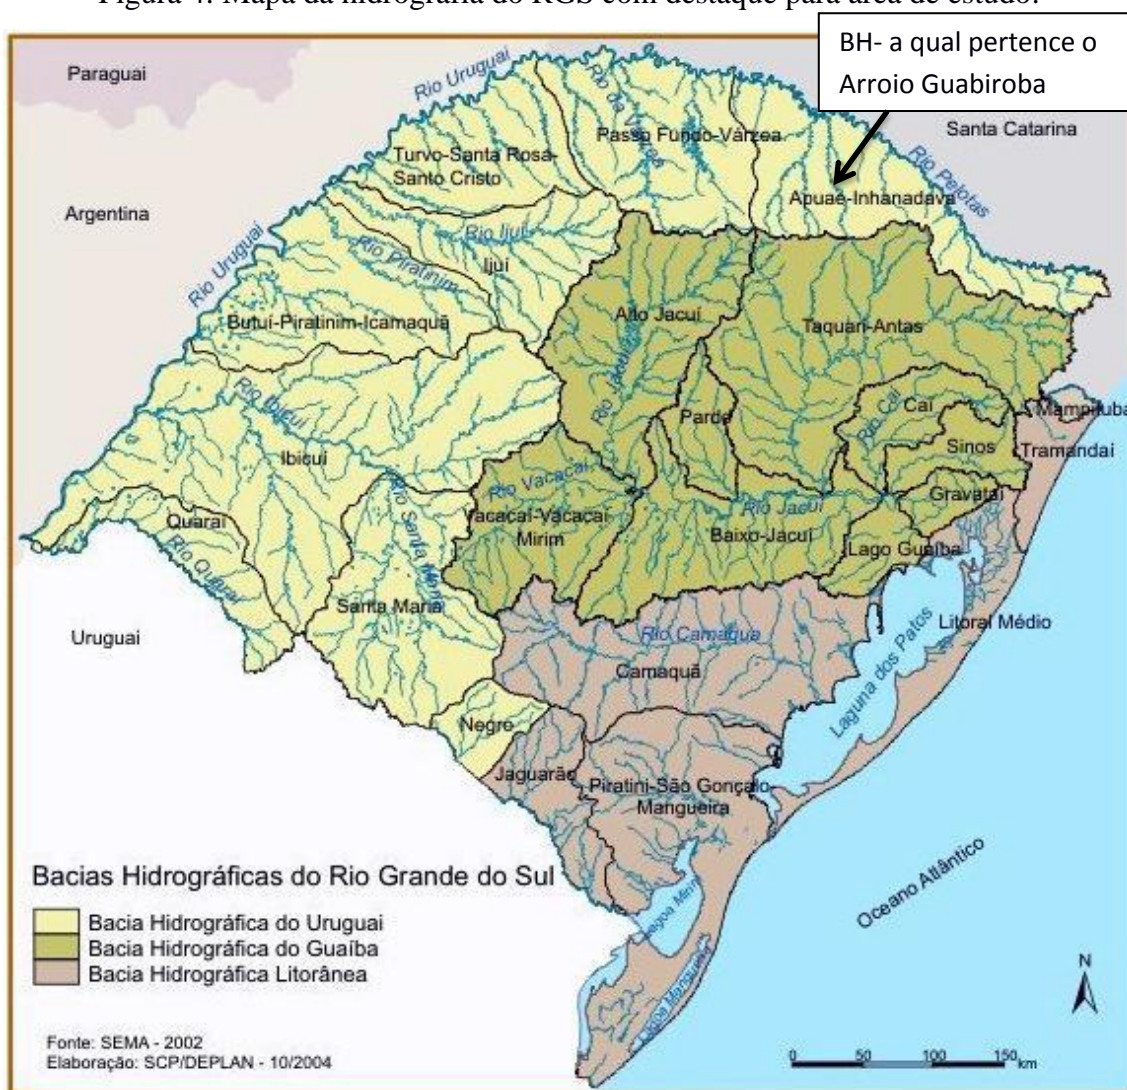 Figura 4: Mapa da hidrografia do RGS com destaque para área de estudo.
BH- a qual pertence o
Arroio Guabiroba
Paraguai
Rio Uruguai
Rio da Várzea
Passo Fundo-Várzea
Santa Catarina
Turvo-Santa Rosa-
Santo Cristo
Rio Pelotas
Apuaê-Inhandava
Argentina
Rio Ijuí
Ijuí
Rio Piratinim
Rio Uruguai
Butuí-Piratinim-Icamaquã
Alto Jacuí
Taquari-Antas
Rio Jacuí
Rio Ibicuí
Pardo
Rio Caí
Caí
Mampituba
Ibicuí
Sinos
Tramandaí
Rio Vacacaí
Gravataí
Quaraí
Rio Santa Maria
Vacacaí-Vacacaí-
Mirim
Rio Jacuí
Baixo-Jacuí
Lago Guaíba
Rio Quaraí
Santa Maria
Uruguai
Rio Camaquã
Litoral Médio
Camaquã
Laguna dos Patos
Negro
Jaguarão
Piratini-São Gonçalo-
Mangueira
Bacias Hidrográficas do Rio Grande do Sul
Oceano Atlântico
Bacia Hidrográfica do Uruguai
Bacia Hidrográfica do Guaíba
Bacia Hidrográfica Litorânea
Lagoa Mirim
Lagoa Mangueira
N
Fonte: SEMA - 2002
Elaboração: SCP/DEPLAN - 10/2004
0 50 100 150 km